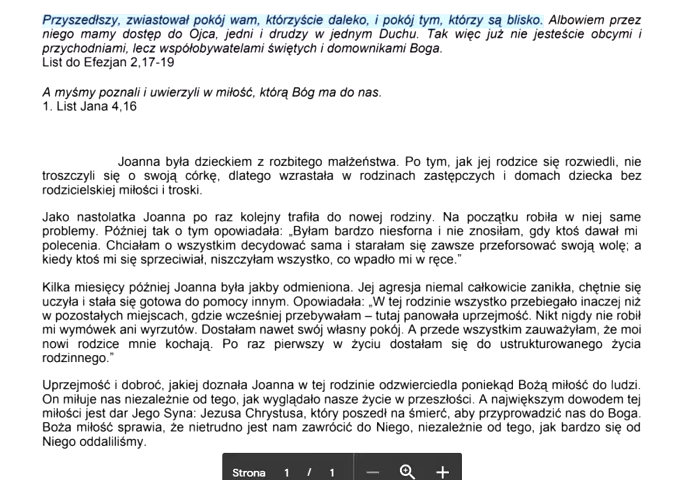 Przyszedłszy, zwiastował pokój wam, którzyście daleko, i pokój tym, którzy są blisko. Albowiem przez
niego mamy dostęp do Ojca, jedni i drudzy w jednym Duchu. Tak więc już nie jesteście obcymi i
przychodniami, lecz współobywatelami świętych i domownikami Boga.
List do Efezjan 2,17-19
A myśmy poznali i uwierzyli w miłość, którą Bóg ma do nas.
1. List Jana 4,16
Joanna była dzieckiem z rozbitego małżeństwa. Po tym, jak jej rodzice się rozwiedli, nie
troszczyli się o swoją córkę, dlatego wzrastała w rodzinach zastępczych i domach dziecka bez
rodzicielskiej miłości i troski.
Jako nastolatka Joanna po raz kolejny trafiła do nowej rodziny. Na początku robiła w niej same
problemy. Później tak o tym opowiadała: „Byłam bardzo niesforna i nie znosiłam, gdy ktoś dawał mi
polecenia. Chciałam o wszystkim decydować sama i starałam się zawsze przeforsować swoją wolę; a
kiedy ktoś mi się sprzeciwiał, niszczyłam wszystko, co wpadło mi w ręce.”
Kilka miesięcy później Joanna była jakby odmieniona. Jej agresja niemal całkowicie zanikła, chętnie się
uczyła i stała się gotowa do pomocy innym. Opowiadała: „W tej rodzinie wszystko przebiegało inaczej niż
w pozostałych miejscach, gdzie wcześniej przebywałam – tutaj panowała uprzejmość. Nikt nigdy nie robił
mi wymówek ani wyrzutów. Dostałam nawet swój własny pokój. A przede wszystkim zauważyłam, że moi
nowi rodzice mnie kochają. Po raz pierwszy w życiu dostałam się do ustrukturowanego życia
rodzinnego.”
Uprzejmość i dobroć, jakiej doznała Joanna w tej rodzinie odzwierciedla poniekąd Bożą miłość do ludzi.
On miłuje nas niezależnie od tego, jak wyglądało nasze życie w przeszłości. A największym dowodem tej
miłości jest dar Jego Syna: Jezusa Chrystusa, który poszedł na śmierć, aby przyprowadzić nas do Boga.
Boża miłość sprawia, że nietrudno jest nam zawrócić do Niego, niezależnie od tego, jak bardzo się od
Niego oddaliliśmy.
Strona 1 / 1